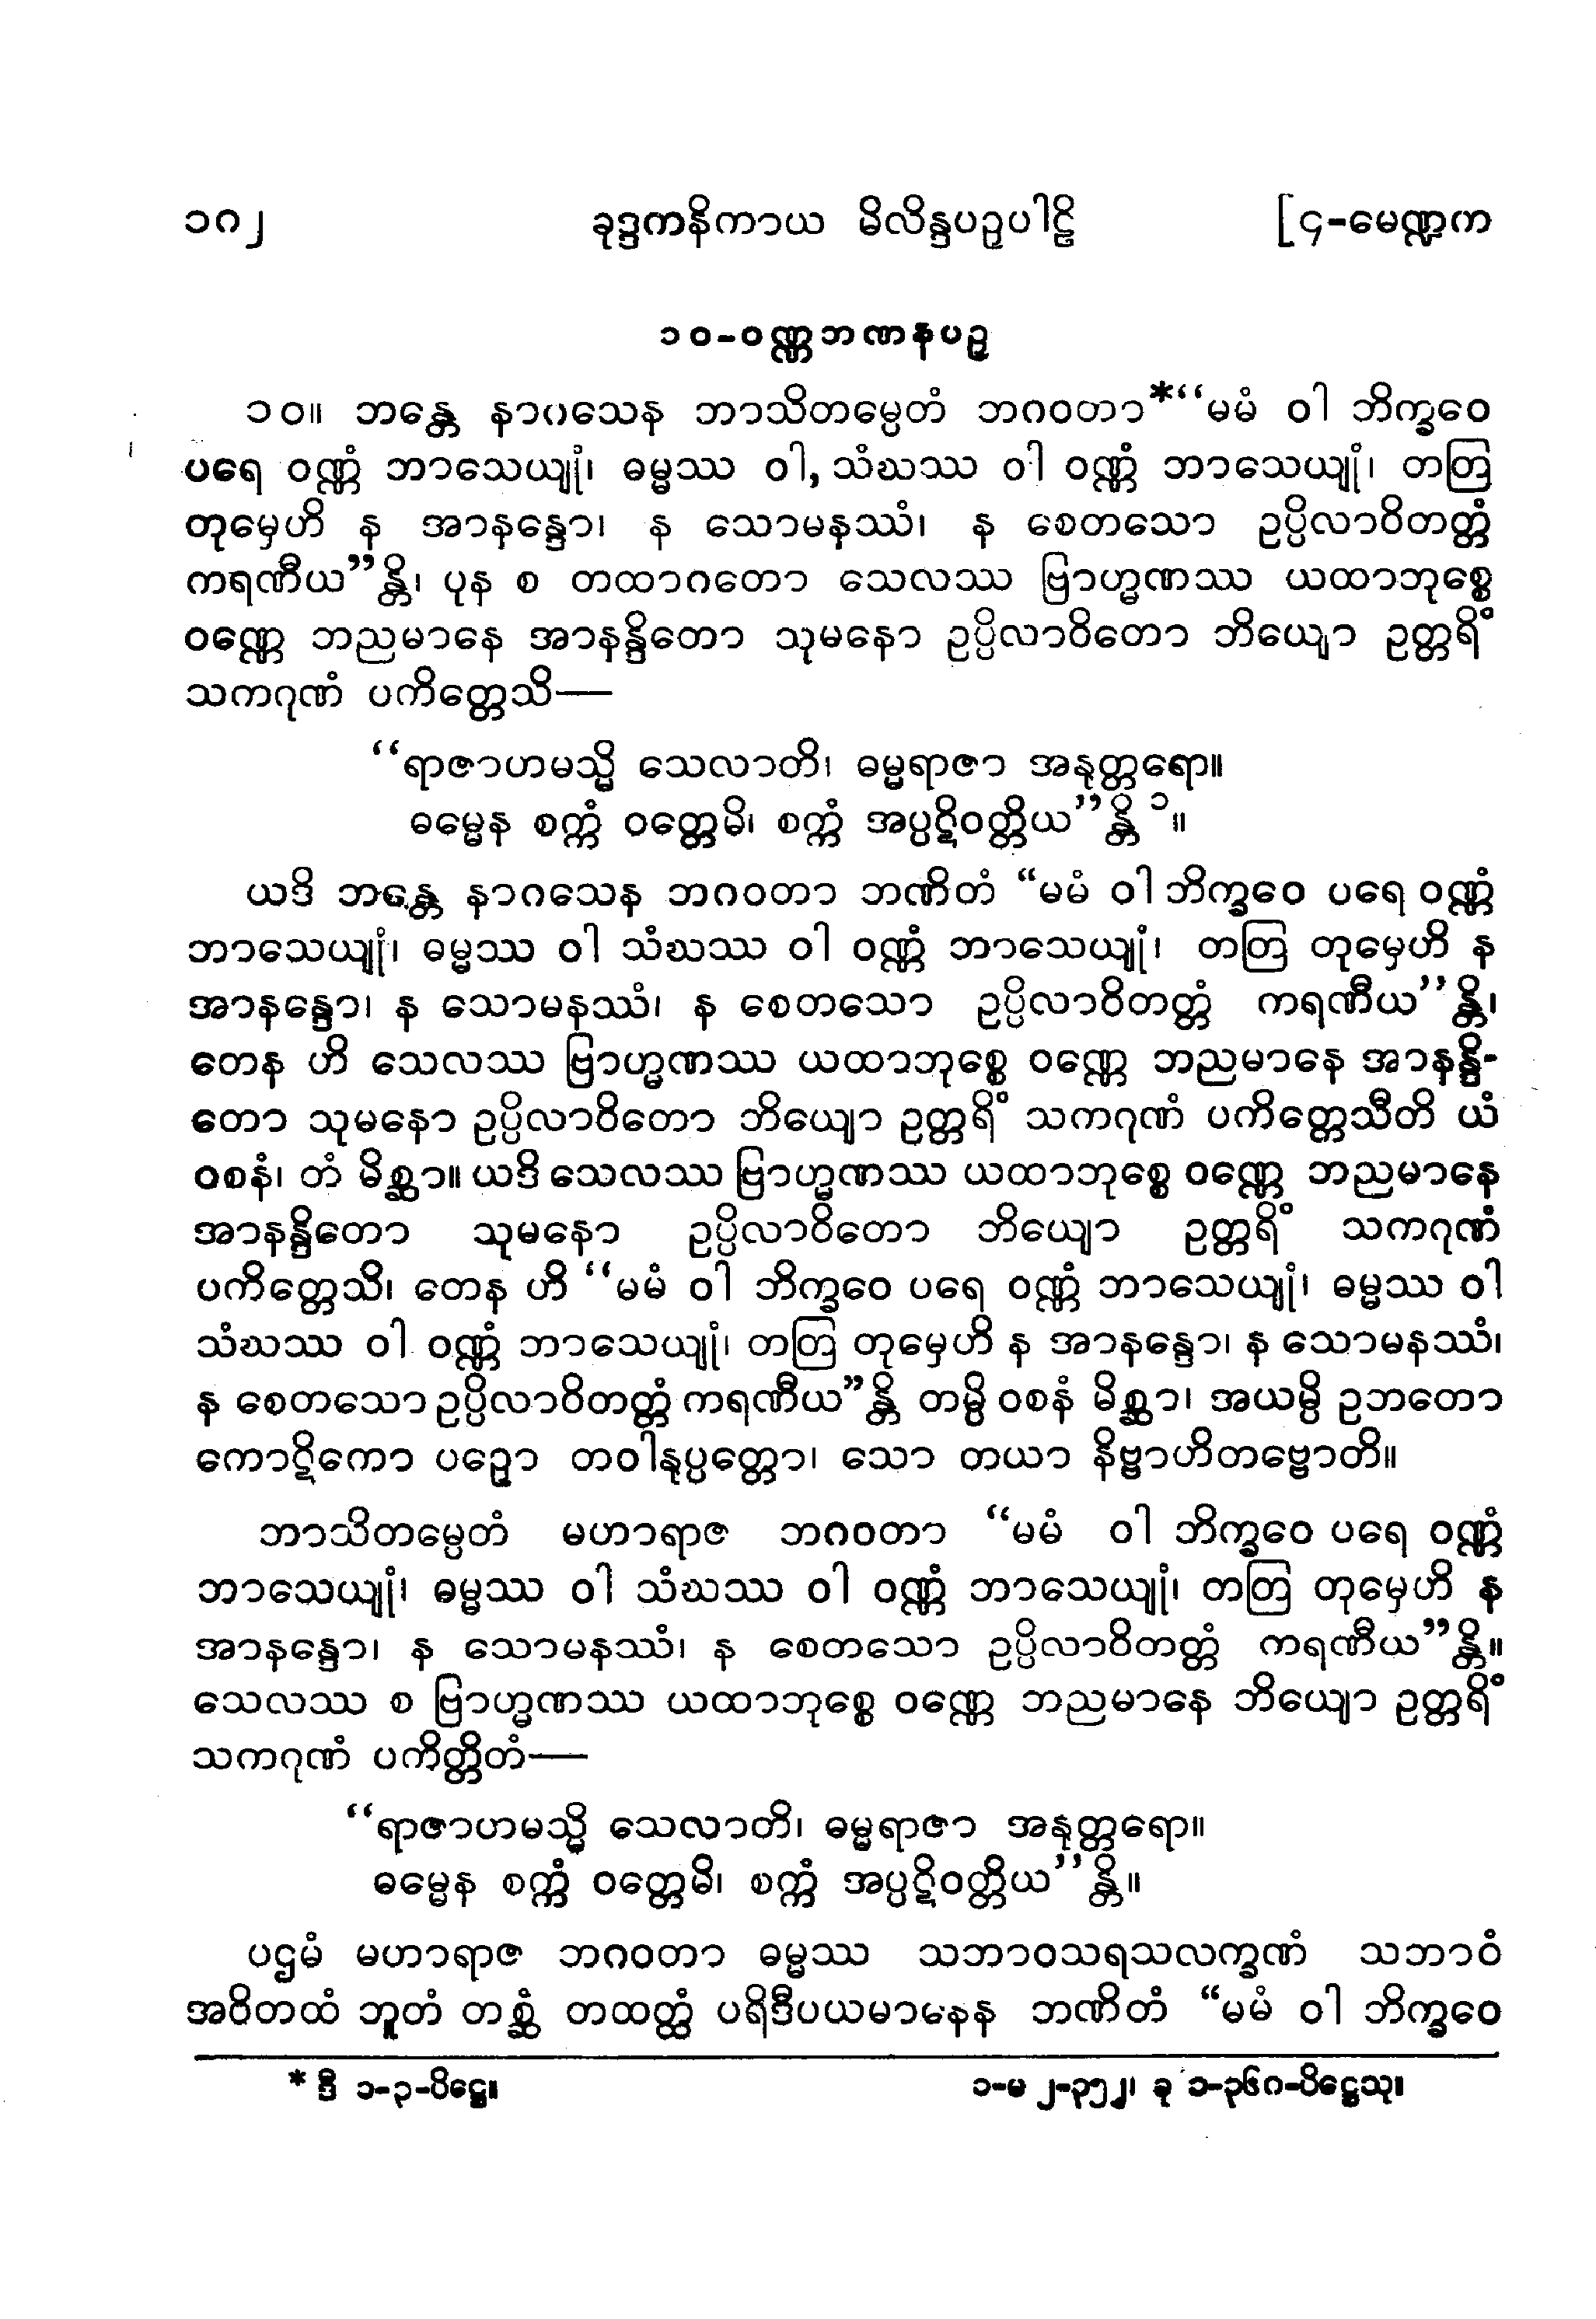 ၁၈၂ ခုဒ္ဒကနိကာယ မိလိန္ဒပဉှပါဠိ [၄-မေဏ္ဍက
၁၀-ဝဏ္ဏဘဏနပဉှ
၁၀။ ဘန္တေ နာဂသေန ဘာသိတမ္ပေတံ ဘဂဝတာ*“မမံ ဝါ ဘိက္ခဝေ
ပရေ ဝဏ္ဏံ ဘာသေယျုံ၊ ဓမ္မဿ ဝါ, သံဃဿ ဝါ ဝဏ္ဏံ ဘာသေယျုံ၊ တတြ
တုမှေဟိ န အာနန္ဒော၊ န သောမနဿံ၊ န စေတသော ဥပ္ပိလာဝိတတ္တံ
ကရဏီယ”န္တိ၊ ပုန စ တထာဂတော သေလဿ ဗြာဟ္မဏဿ ယထာဘုစ္စေ
ဝဏ္ဏေ ဘညမာနေ အာနန္ဒိတော သုမနော ဥပ္ပိလာဝိတော ဘိယျော ဥတ္တရိံ
သကဂုဏံ ပကိတ္တေသိ—
“ရာဇာဟမသ္မိ သေလာတိ၊ ဓမ္မရာဇာ အနုတ္တရော။
ဓမ္မေန စက္ကံ ဝတ္တေမိ၊ စက္ကံ အပ္ပဋိဝတ္တိယ”န္တိ ၁။
ယဒိ ဘန္တေ နာဂသေန ဘဂဝတာ ဘဏိတံ “မမံ ဝါ ဘိက္ခဝေ ပရေ ဝဏ္ဏံ
ဘာသေယျုံ၊ ဓမ္မဿ ဝါ သံဃဿ ဝါ ဝဏ္ဏံ ဘာသေယျုံ၊ တတြ တုမှေဟိ န
အာနန္ဒော၊ န သောမနဿံ၊ န စေတသော ဥပ္ပိလာဝိတတ္တံ ကရဏီယ”န္တိ၊
တေန ဟိ သေလဿ ဗြာဟ္မဏဿ ယထာဘုစ္စေ ဝဏ္ဏေ ဘညမာနေ အာနန္ဒိ-
တော သုမနော ဥပ္ပိလာဝိတော ဘိယျော ဥတ္တရိံ သကဂုဏံ ပကိတ္တေသီတိ ယံ
ဝစနံ၊ တံ မိစ္ဆာ။ ယဒိ သေလဿ ဗြာဟ္မဏဿ ယထာဘုစ္စေ ဝဏ္ဏေ ဘညမာနေ
အာနန္ဒိတော သုမနော ဥပ္ပိလာဝိတော ဘိယျော ဥတ္တရိံ သကဂုဏံ
ပကိတ္တေသိ၊ တေန ဟိ “မမံ ဝါ ဘိက္ခဝေ ပရေ ဝဏ္ဏံ ဘာသေယျုံ၊ ဓမ္မဿ ဝါ
သံဃဿ ဝါ ဝဏ္ဏံ ဘာသေယျုံ၊ တတြ တုမှေဟိ န အာနန္ဒော၊ န သောမနဿံ၊
န စေတသော ဥပ္ပိလာဝိတတ္တံ ကရဏီယ”န္တိ တမ္ပိ ဝစနံ မိစ္ဆာ၊ အယမ္ပိ ဥဘတော
ကောဋိကော ပဉှော တဝါနုပ္ပတ္တော၊ သော တယာ နိဗ္ဗာဟိတဗ္ဗောတိ။
ဘာသိတမ္ပေတံ မဟာရာဇ ဘဂဝတာ “မမံ ဝါ ဘိက္ခဝေ ပရေ ဝဏ္ဏံ
ဘာသေယျုံ၊ ဓမ္မဿ ဝါ သံဃဿ ဝါ ဝဏ္ဏံ ဘာသေယျုံ၊ တတြ တုမှေဟိ န
အာနန္ဒော၊ န သောမနဿံ၊ န စေတသော ဥပ္ပိလာဝိတတ္တံ ကရဏီယ”န္တိ။
သေလဿ စ ဗြာဟ္မဏဿ ယထာဘုစ္စေ ဝဏ္ဏေ ဘညမာနေ ဘိယျော ဥတ္တရိံ
သကဂုဏံ ပကိတ္တိတံ—
“ရာဇာဟမသ္မိ သေလာတိ၊ ဓမ္မရာဇာ အနုတ္တရော။
ဓမ္မေန စက္ကံ ဝတ္တေမိ၊ စက္ကံ အပ္ပဋိဝတ္တိယ”န္တိ။
ပဌမံ မဟာရာဇ ဘဂဝတာ ဓမ္မဿ သဘာဝသရသလက္ခဏံ သဘာဝံ
အဝိတထံ ဘူတံ တစ္ဆံ တထတ္ထံ ပရိဒီပယမာနေန ဘဏိတံ “မမံ ဝါ ဘိက္ခဝေ
* ဒီ ၁-၃-ပိဋ္ဌေ။ ၁-မ ၂-၃၅၂၊ ခု ၁-၃၆၈-ပိဋ္ဌေသု။